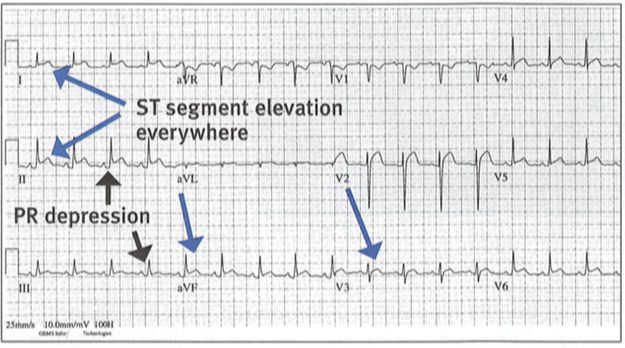 I
aVR
V1
V4
ST segment elevation
everywhere
II
aVL
V2
V5
PR depression
III
aVF
V3
V6
25mm/s 10.0mm/mV 100H
Technologies